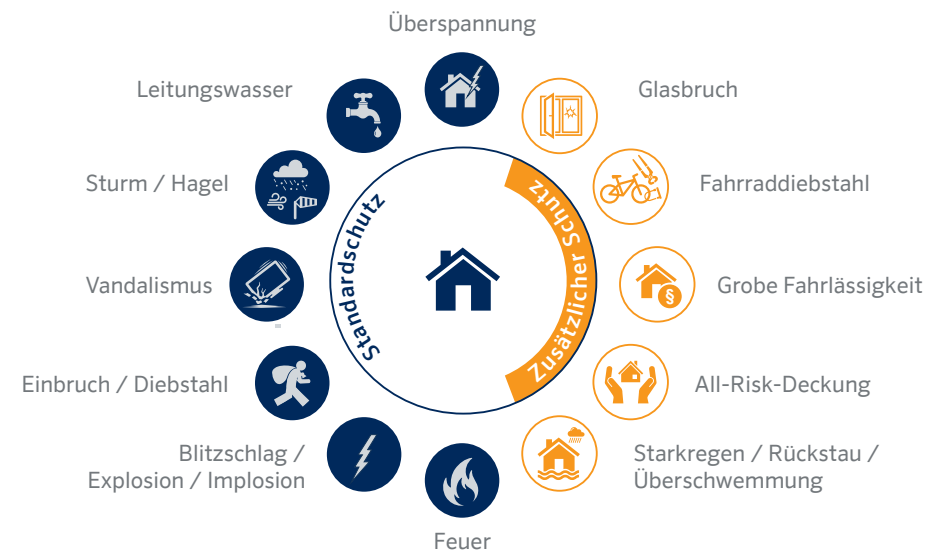 Überspannung
Leitungswasser
Glasbruch
Sturm / Hagel
Fahrraddiebstahl
Vandalismus
Grobe Fahrlässigkeit
Einbruch / Diebstahl
All-Risk-Deckung
Blitzschlag /
Explosion / Implosion
Starkregen / Rückstau /
Überschwemmung
Feuer
Standardschutz
Zusätzlicher Schutz
§